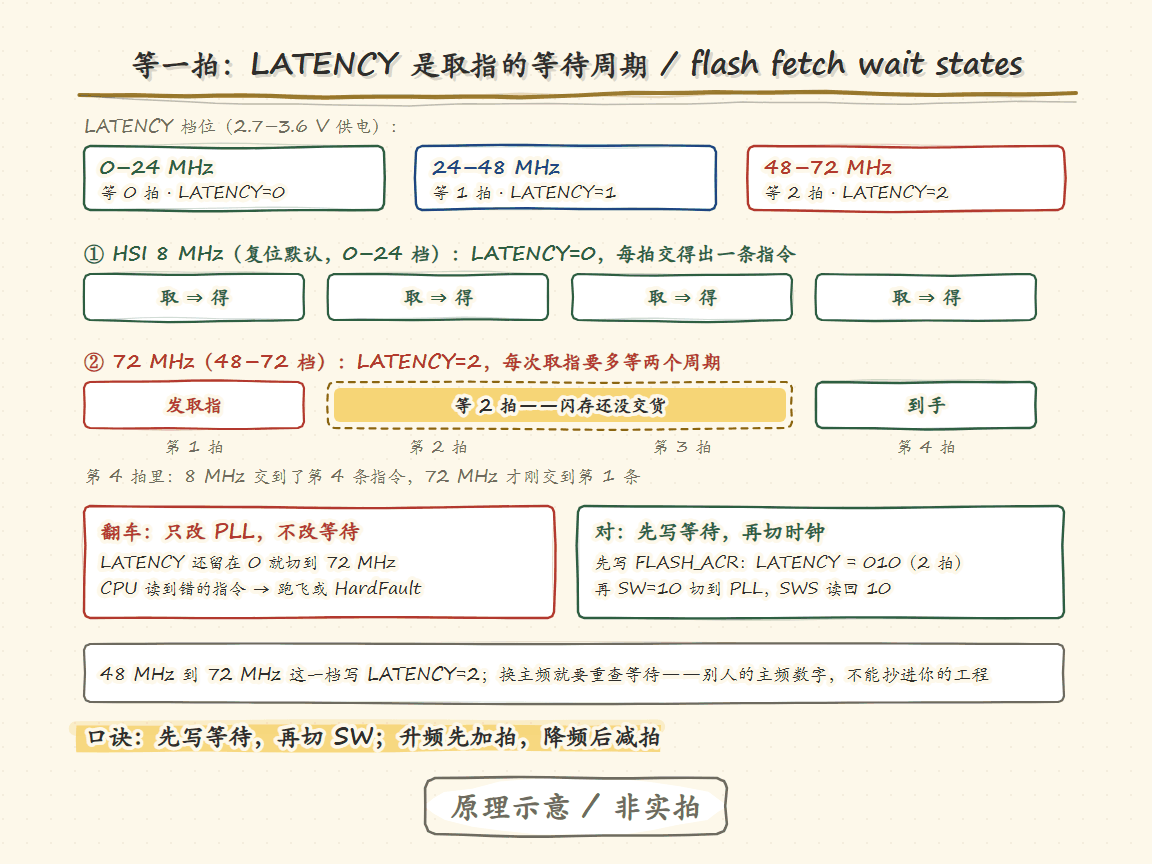 等一拍：LATENCY 是取指的等待周期 / flash fetch wait states
LATENCY 档位（2.7–3.6 V 供电）：
0–24 MHz
等 0 拍 · LATENCY=0
24–48 MHz
等 1 拍 · LATENCY=1
48–72 MHz
等 2 拍 · LATENCY=2
① HSI 8 MHz（复位默认，0–24 档）：LATENCY=0，每拍交得出一条指令
取 ⇒ 得
取 ⇒ 得
取 ⇒ 得
取 ⇒ 得
② 72 MHz（48–72 档）：LATENCY=2，每次取指要多等两个周期
发取指
等 2 拍——闪存还没交货
到手
第 1 拍
第 2 拍
第 3 拍
第 4 拍
第 4 拍里：8 MHz 交到了第 4 条指令，72 MHz 才刚交到第 1 条
翻车：只改 PLL，不改等待
LATENCY 还留在 0 就切到 72 MHz
CPU 读到错的指令 → 跑飞或 HardFault
对：先写等待，再切时钟
先写 FLASH_ACR：LATENCY = 010（2 拍）
再 SW=10 切到 PLL，SWS 读回 10
48 MHz 到 72 MHz 这一档写 LATENCY=2；换主频就要重查等待——别人的主频数字，不能抄进你的工程
口诀：先写等待，再切 SW；升频先加拍，降频后减拍
原理示意 / 非实拍